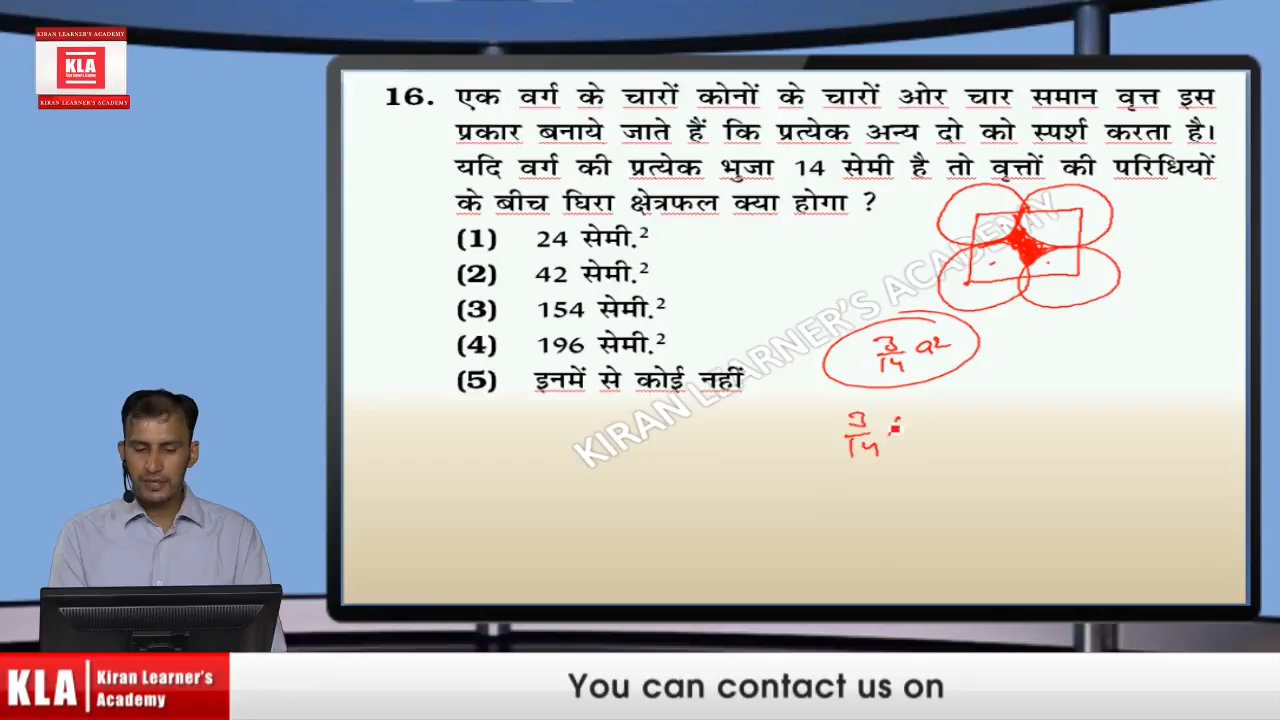 KIRAN LEARNER'S ACADEMY
KLA
Kiran Learner's Academy
KIRAN LEARNER'S ACADEMY
16. एक वर्ग के चारों कोनों के चारों ओर चार समान वृत्त इस
प्रकार बनाये जाते हैं कि प्रत्येक अन्य दो को स्पर्श करता है।
यदि वर्ग की प्रत्येक भुजा 14 सेमी है तो वृत्तों की परिधियों
के बीच घिरा क्षेत्रफल क्या होगा ?
(1) 24 सेमी.²
(2) 42 सेमी.²
(3) 154 सेमी.²
(4) 196 सेमी.²
(5) इनमें से कोई नहीं
3/14 a2
3/14
KIRAN LEARNER'S ACADEMY
KLA
Kiran Learner's
Academy
You can contact us on